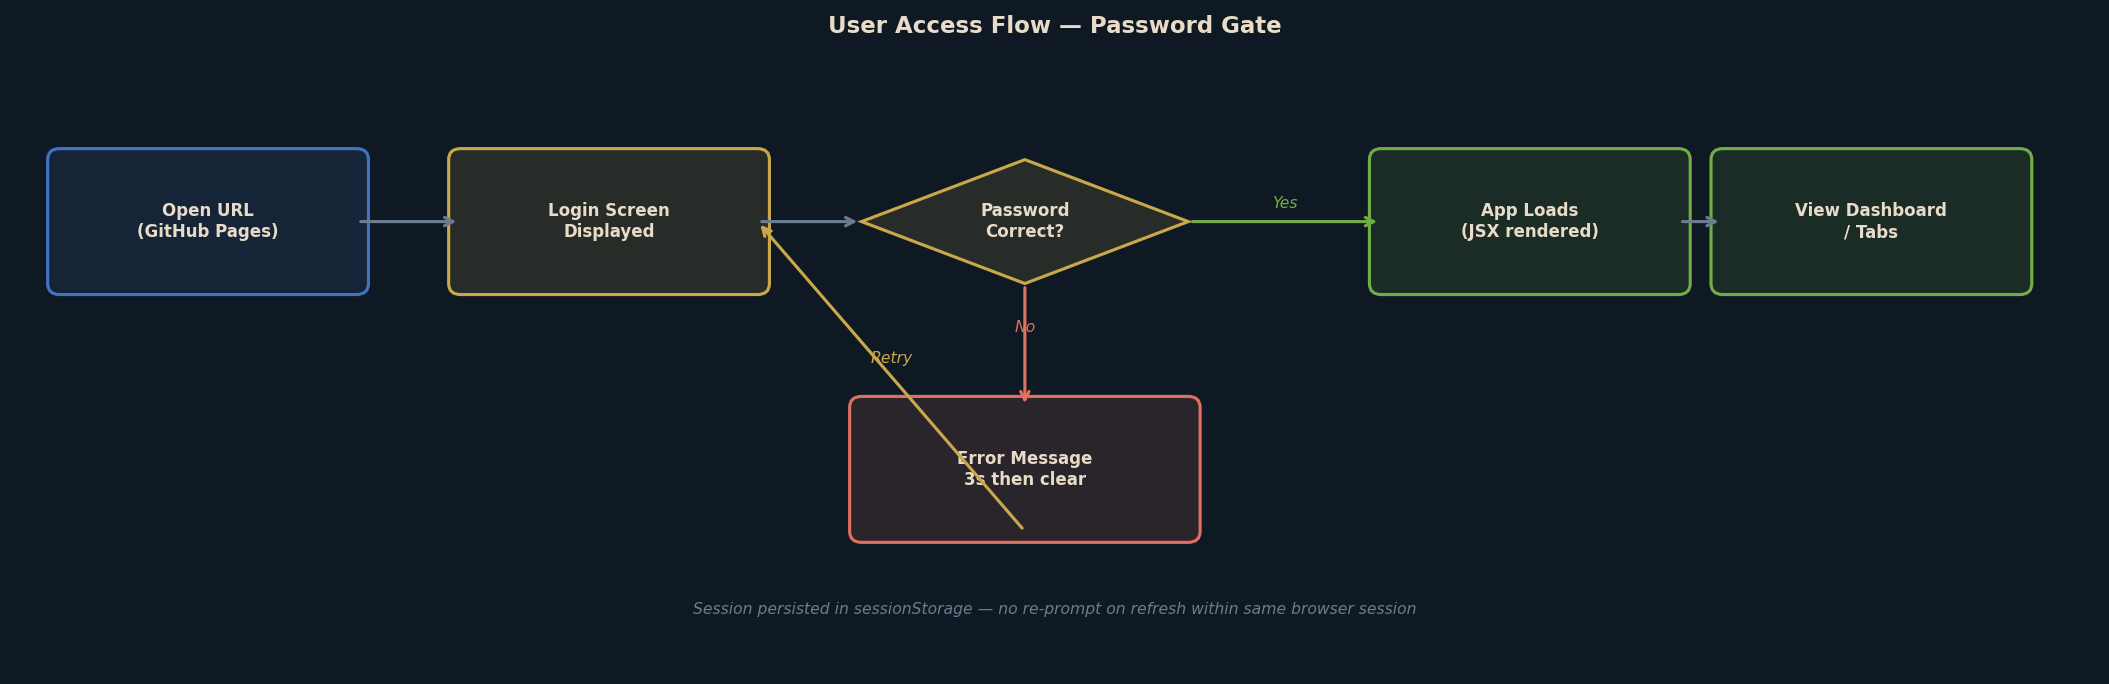 User Access Flow — Password Gate
Open URL
(GitHub Pages)
Login Screen
Displayed
Password
Correct?
Yes
App Loads
(JSX rendered)
View Dashboard
/ Tabs
No
Retry
Error Message
3s then clear
Session persisted in sessionStorage — no re-prompt on refresh within same browser session